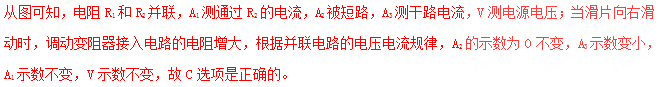 从图可知，电阻R₁和R₂并联，A₁测通过R₂的电流，A₂被短路，A₃测干路电流，V测电源电压；当滑片向右滑
动时，调动变阻器接入电路的电阻增大，根据并联电路的电压电流规律，A₂的示数为0不变，A₃示数变小，
A₁示数不变，V示数不变，故C选项是正确的。